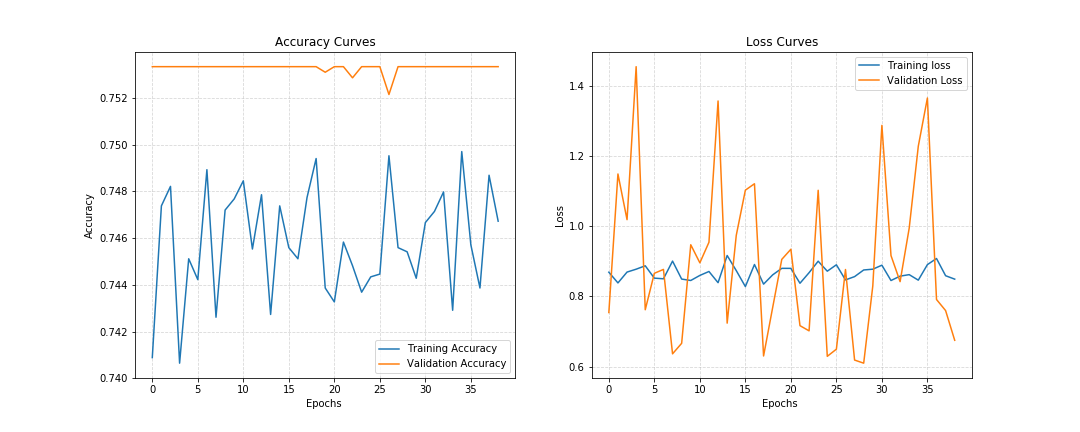 Accuracy Curves
Accuracy
0.752
0.750
0.748
0.746
0.744
0.742
0.740
0 5 10 15 20 25 30 35
Epochs
Training Accuracy
Validation Accuracy
Loss Curves
Loss
1.4
1.2
1.0
0.8
0.6
0 5 10 15 20 25 30 35
Epochs
Training loss
Validation Loss